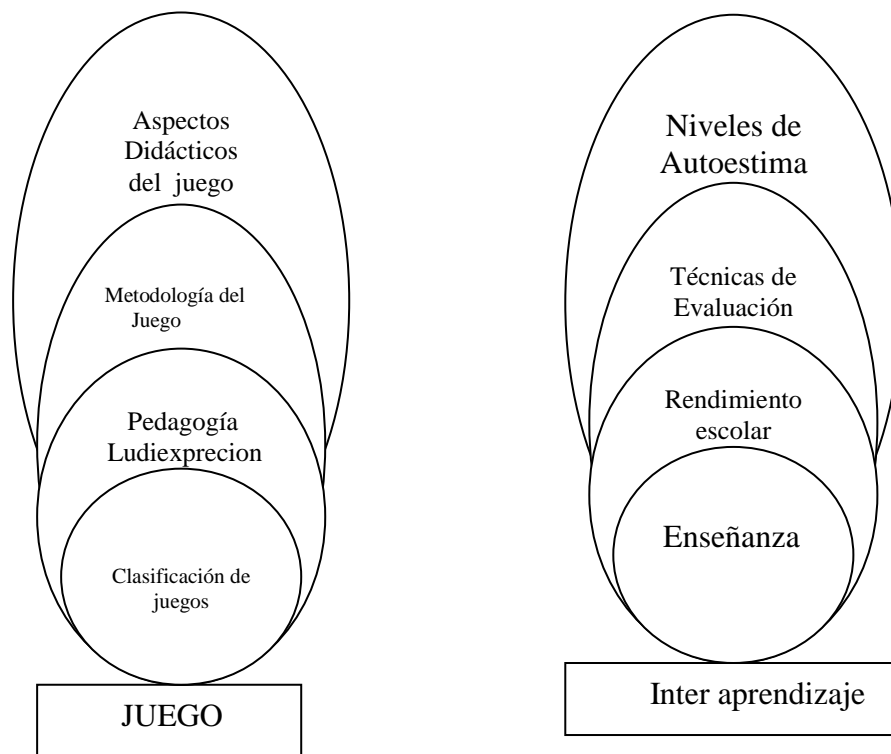 Aspectos
Didácticos
del juego
Metodología del
Juego
Pedagogía
Ludiexprecion
Clasificación de
juegos
JUEGO
Niveles de
Autoestima
Técnicas de
Evaluación
Rendimiento
escolar
Enseñanza
Inter aprendizaje